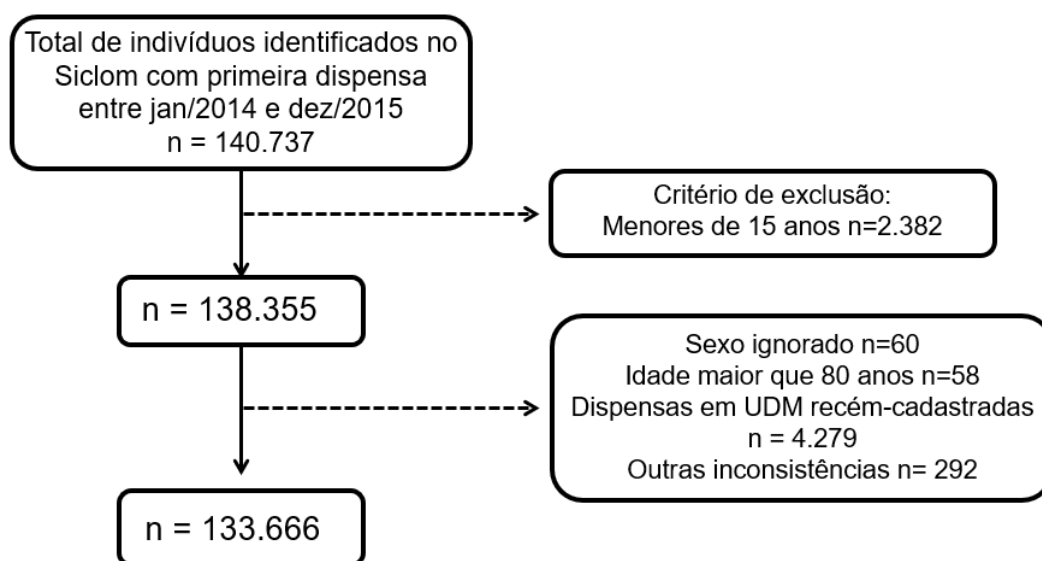 Total de indivíduos identificados no
Siclom com primeira dispensa
entre jan/2014 e dez/2015
n = 140.737
Critério de exclusão:
Menores de 15 anos n=2.382
n = 138.355
Sexo ignorado n=60
Idade maior que 80 anos n=58
Dispensas em UDM recém-cadastradas
n = 4.279
Outras inconsistências n= 292
n = 133.666